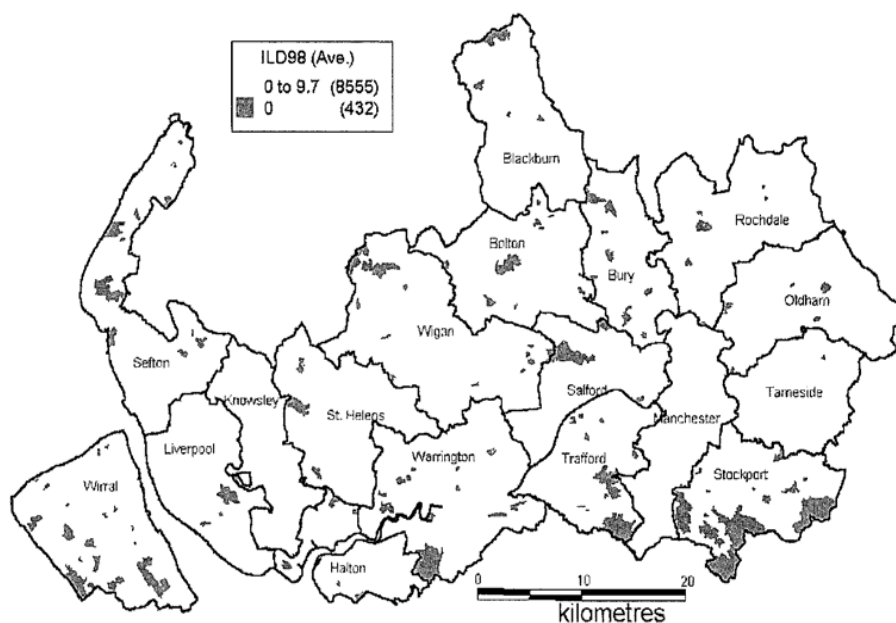 ILD98 (Ave.)
0 to 9.7 (8555)
0 (432)
Blackburn
Rochdale
Bolton
Bury
Oldham
Wigan
Sefton
Knowsley
St. Helens
Salford
Manchester
Tameside
Liverpool
Warrington
Trafford
Stockport
Wirral
Halton
0 10 20
kilometres